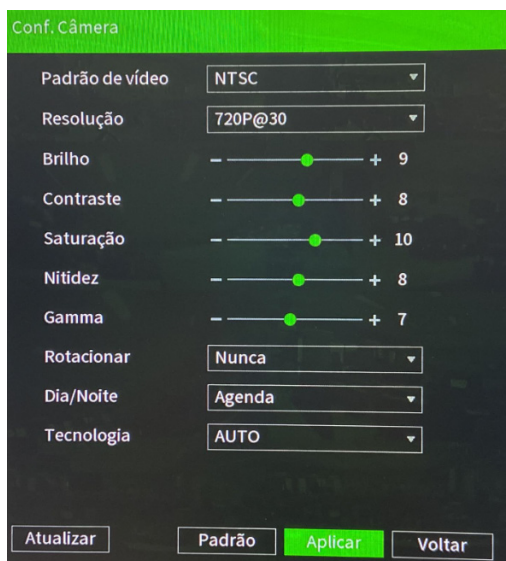 Conf. Câmera
Padrão de vídeo NTSC
Resolução 720P@30
Brilho - + 9
Contraste - + 8
Saturação - + 10
Nitidez - + 8
Gamma - + 7
Rotacionar Nunca
Dia/Noite Agenda
Tecnologia AUTO
Atualizar Padrão Aplicar Voltar